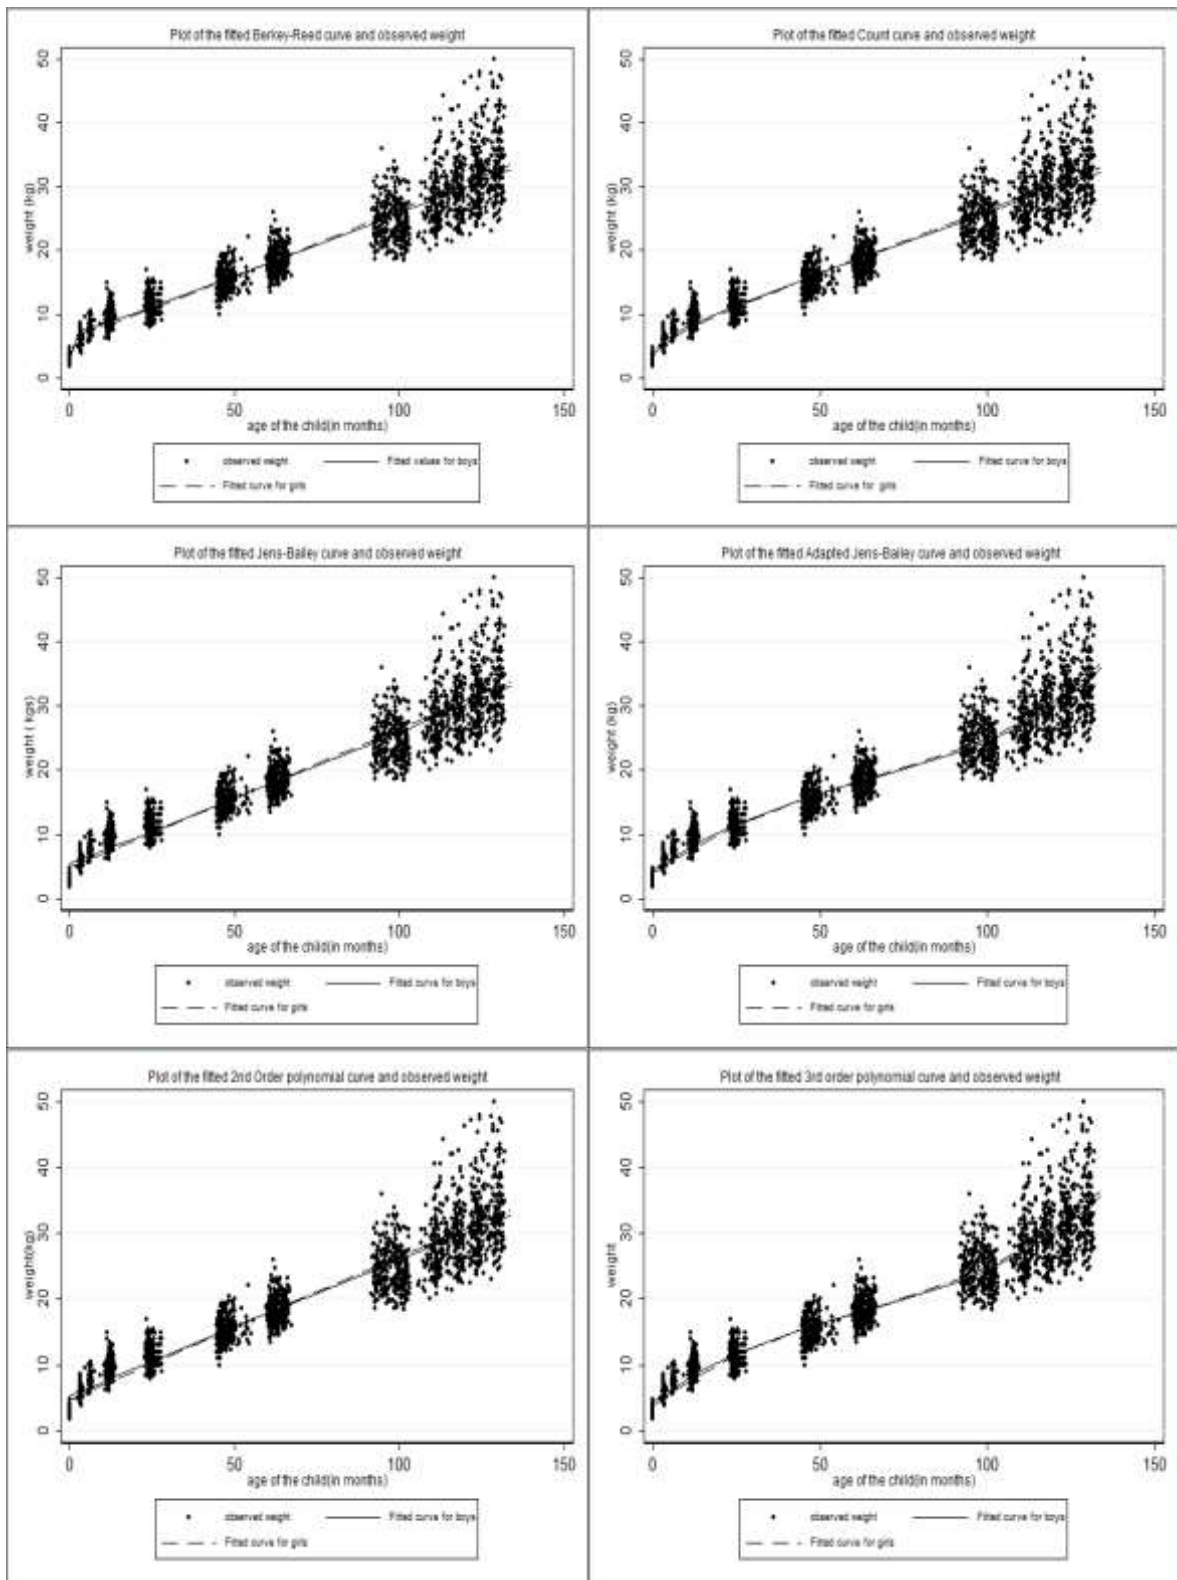 Plot of the fitted Berkey-Reed curve and observed weight
weight (kg)
50
40
30
20
10
0
0 50 100 150
age of the child(in months)
observed weight Fitted values for boys
Fitted curve for girls
Plot of the fitted Count curve and observed weight
weight (kg)
50
40
30
20
10
0
0 50 100 150
age of the child(in months)
observed weight Fitted curve for boys
Fitted curve for girls
Plot of the fitted Jens-Bailey curve and observed weight
weight ( kgs)
50
40
30
20
10
0
0 50 100 150
age of the child(in months)
observed weight Fitted curve for boys
Fitted curve for girls
Plot of the fitted Adapted Jens-Bailey curve and observed weight
weight (kg)
50
40
30
20
10
0
0 50 100 150
age of the child(in months)
observed weight Fitted curve for boys
Fitted curve for girls
Plot of the fitted 2nd Order polynomial curve and observed weight
weight(kg)
50
40
30
20
10
0
0 50 100 150
age of the child(in months)
observed weight Fitted curve for boys
Fitted curve for girls
Plot of the fitted 3rd order polynomial curve and observed weight
weight
50
40
30
20
10
0
0 50 100 150
age of the child(in months)
observed weight Fitted curve for boys
Fitted curve for girls